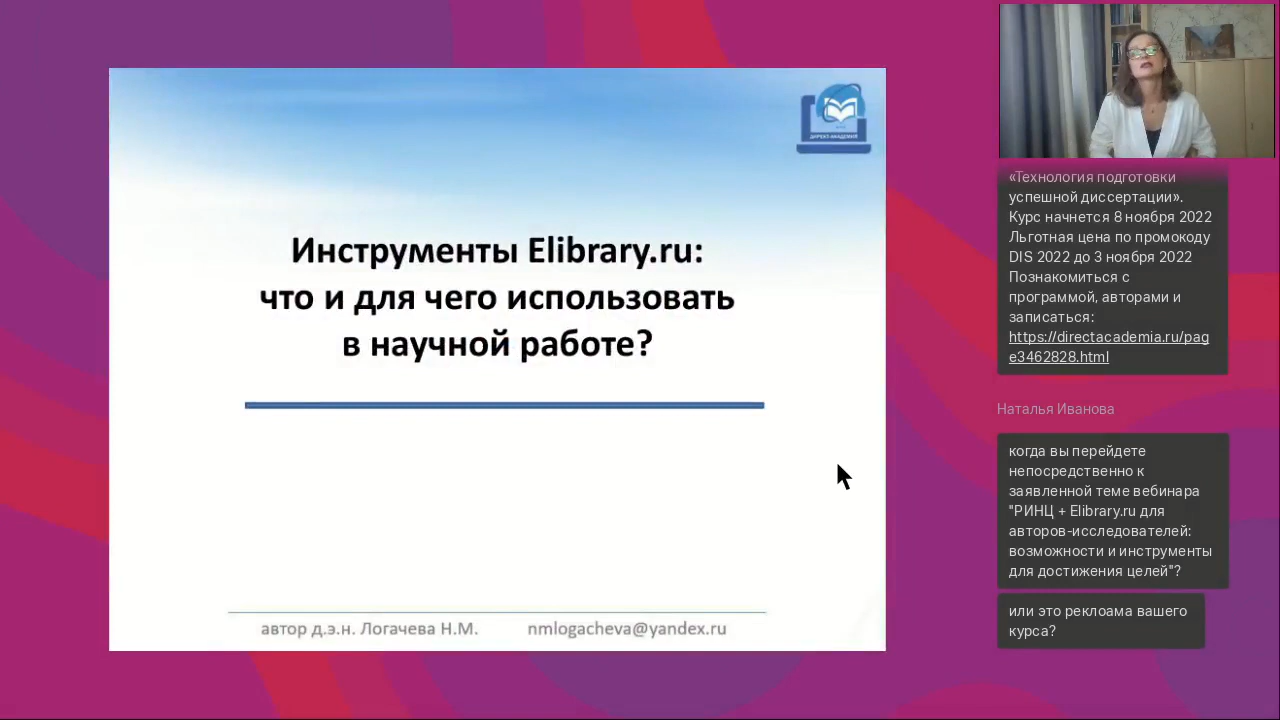 ДИРЕКТ-АКАДЕМИЯ
Инструменты Elibrary.ru:
что и для чего использовать
в научной работе?
автор д.э.н. Логачева Н.М. nmlogacheva@yandex.ru
«Технология подготовки
успешной диссертации».
Курс начнется 8 ноября 2022
Льготная цена по промокоду
DIS 2022 до 3 ноября 2022
Познакомиться с
программой, авторами и
записаться:
https://directacademia.ru/pag
e3462828.html
Наталья Иванова
когда вы перейдете
непосредственно к
заявленной теме вебинара
"РИНЦ + Elibrary.ru для
авторов-исследователей:
возможности и инструменты
для достижения целей"?
или это реклоама вашего
курса?